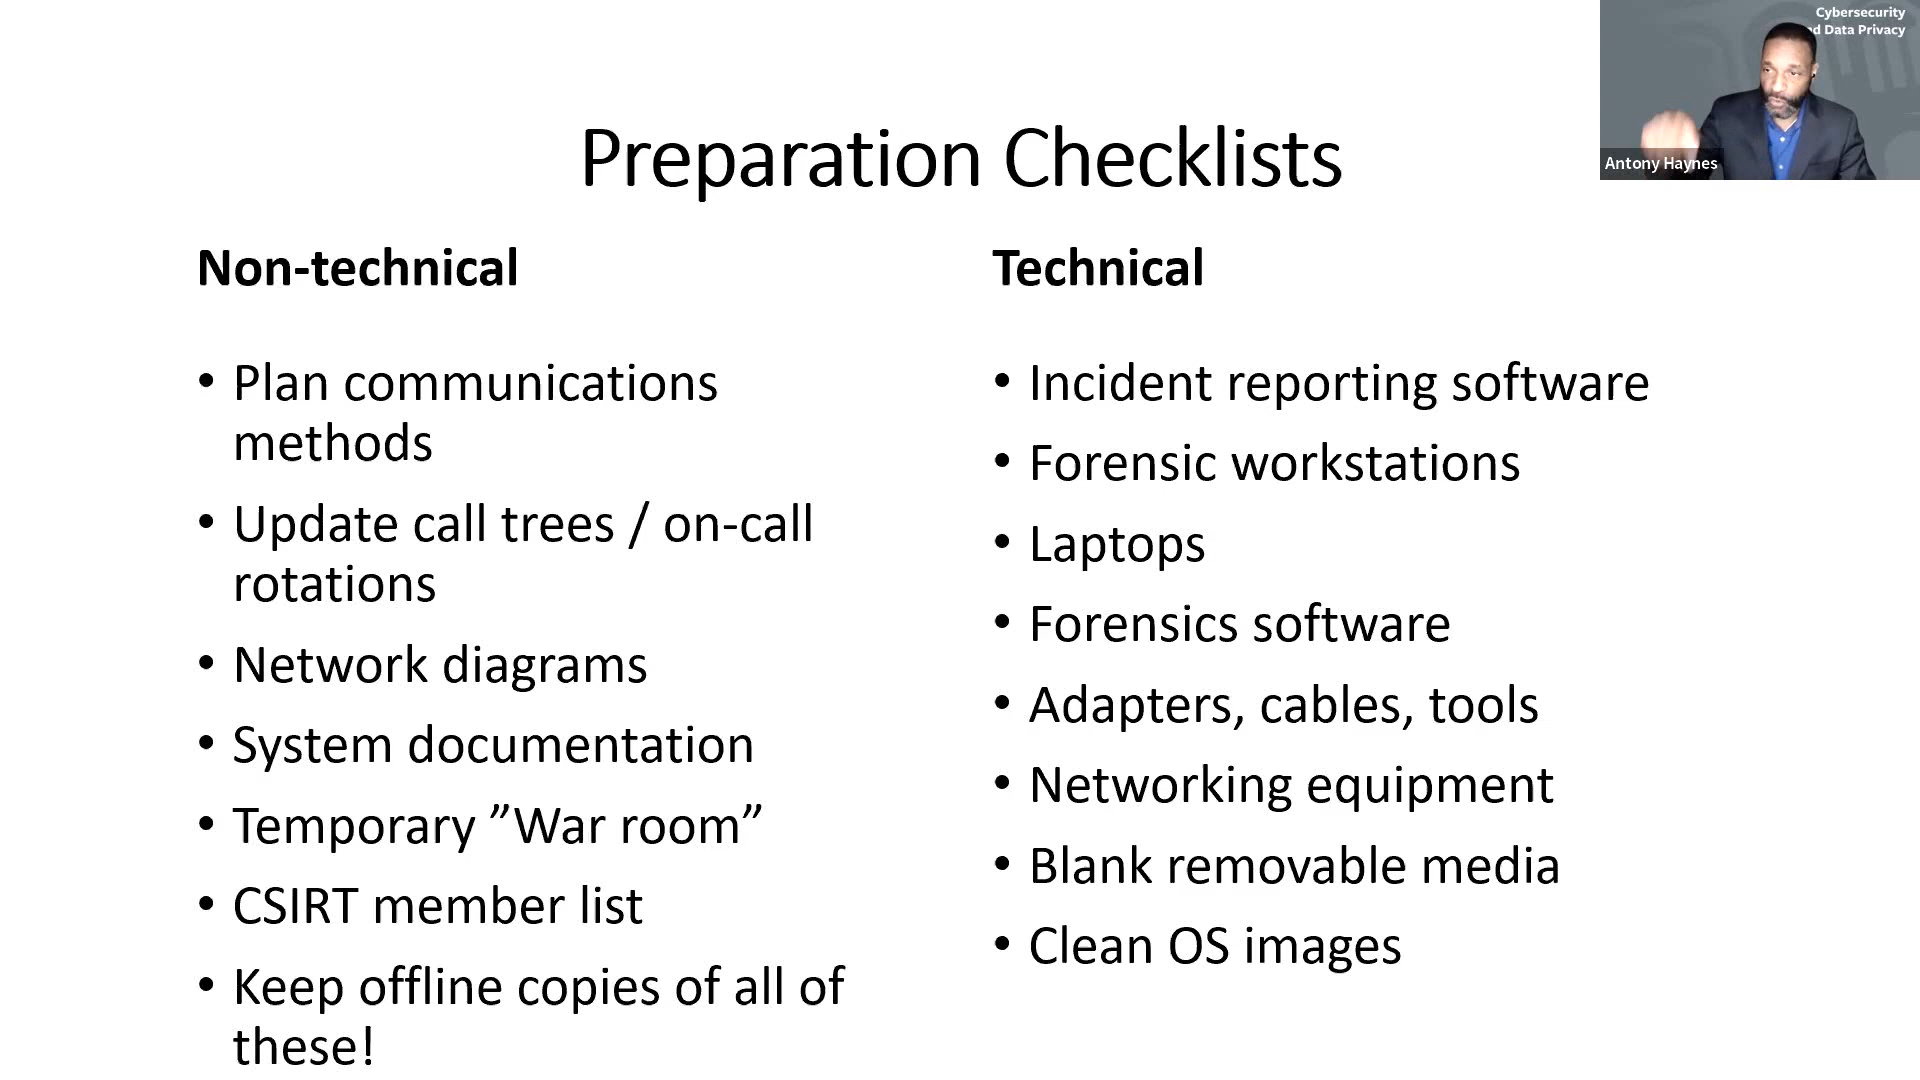 Cybersecurity
nd Data Privacy
Antony Haynes
Preparation Checklists
Non-technical
• Plan communications
methods
• Update call trees / on-call
rotations
• Network diagrams
• System documentation
• Temporary ”War room”
• CSIRT member list
• Keep offline copies of all of
these!
Technical
• Incident reporting software
• Forensic workstations
• Laptops
• Forensics software
• Adapters, cables, tools
• Networking equipment
• Blank removable media
• Clean OS images